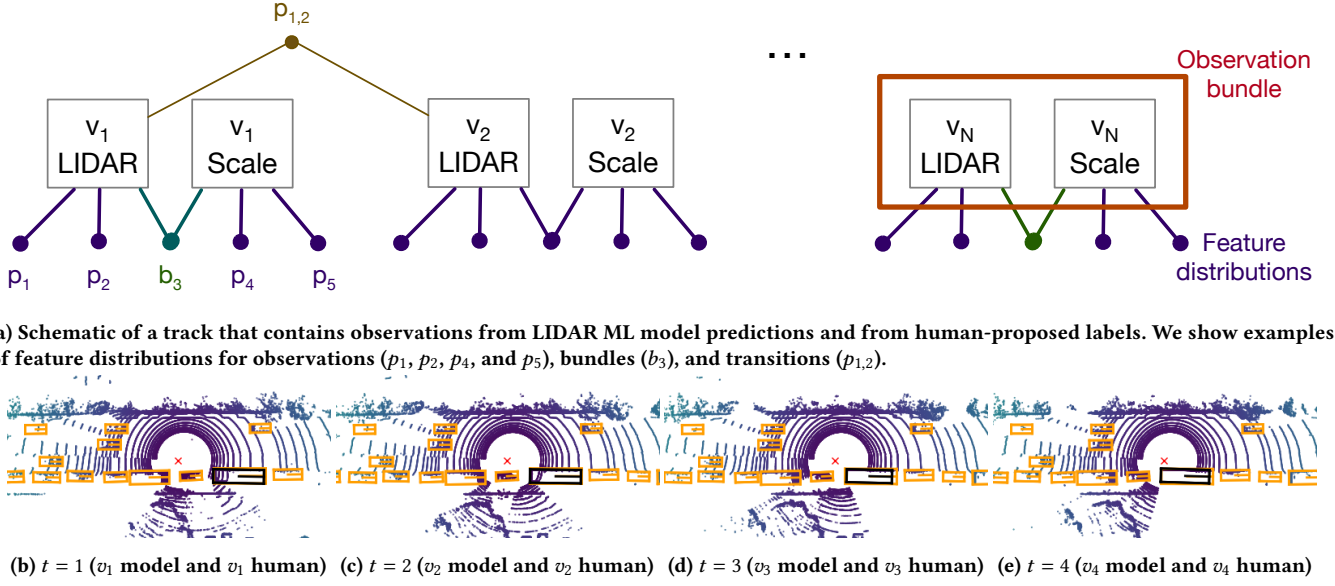 p1,2
...
Observation
bundle
v1
LIDAR
v1
Scale
v2
LIDAR
v2
Scale
vN
LIDAR
vN
Scale
p1
p2
b3
p4
p5
Feature
distributions
a) Schematic of a track that contains observations from LIDAR ML model predictions and from human-proposed labels. We show examples
of feature distributions for observations (p1, p2, p4, and p5), bundles (b3), and transitions (p1,2).
(b) t = 1 (v1 model and v1 human)
(c) t = 2 (v2 model and v2 human)
(d) t = 3 (v3 model and v3 human)
(e) t = 4 (v4 model and v4 human)